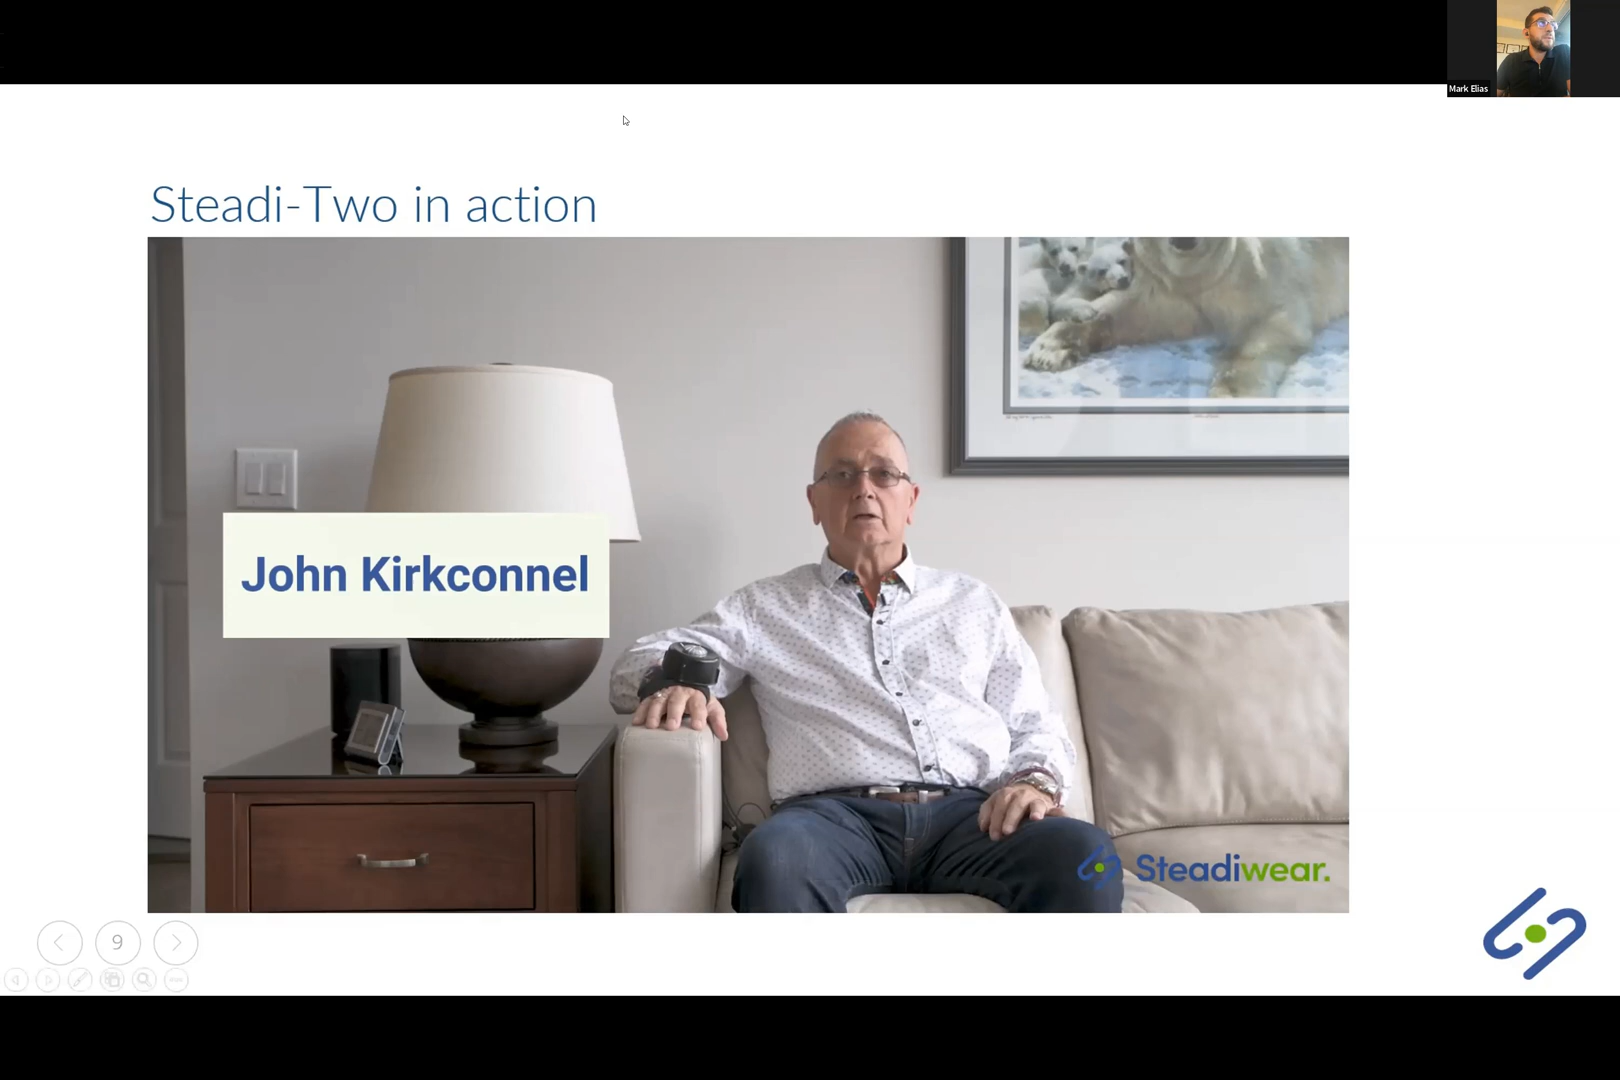 Mark Elias
Steadi-Two in action
John Kirkconnel
Steadiwear.
9